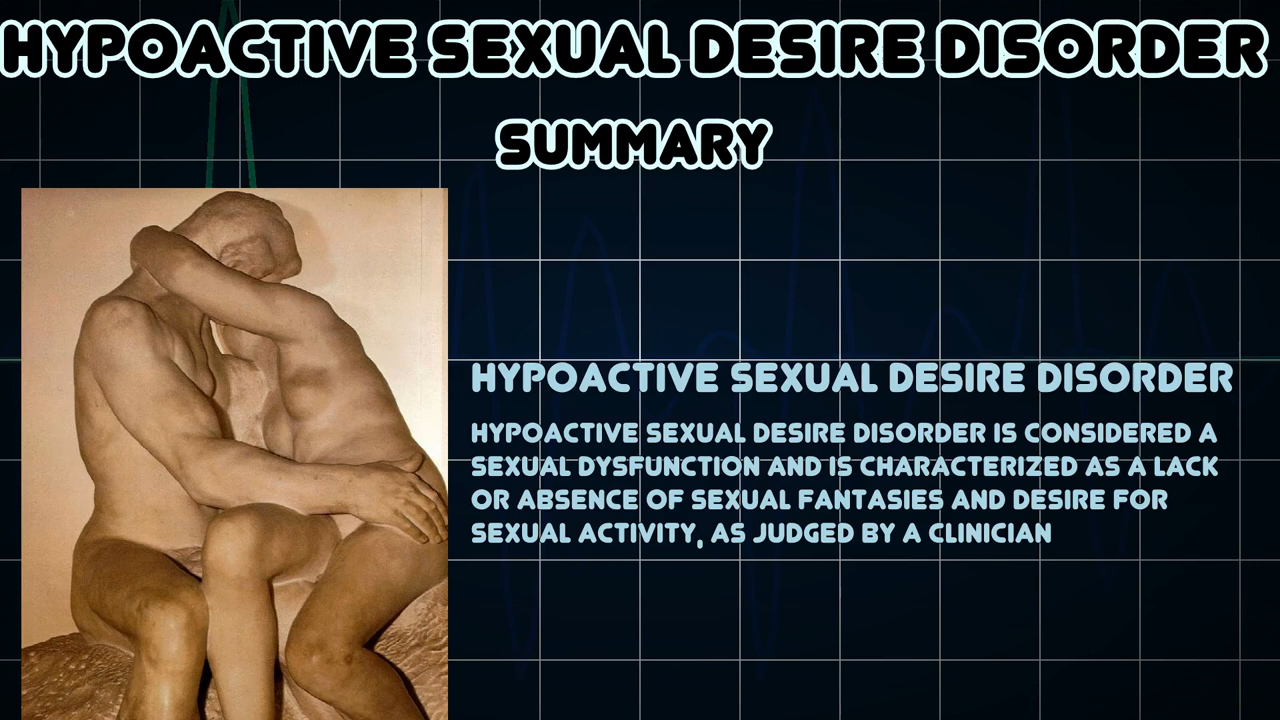 HYPOACTIVE SEXUAL DESIRE DISORDER
SUMMARY
HYPOACTIVE SEXUAL DESIRE DISORDER
HYPOACTIVE SEXUAL DESIRE DISORDER IS CONSIDERED A
SEXUAL DYSFUNCTION AND IS CHARACTERIZED AS A LACK
OR ABSENCE OF SEXUAL FANTASIES AND DESIRE FOR
SEXUAL ACTIVITY, AS JUDGED BY A CLINICIAN